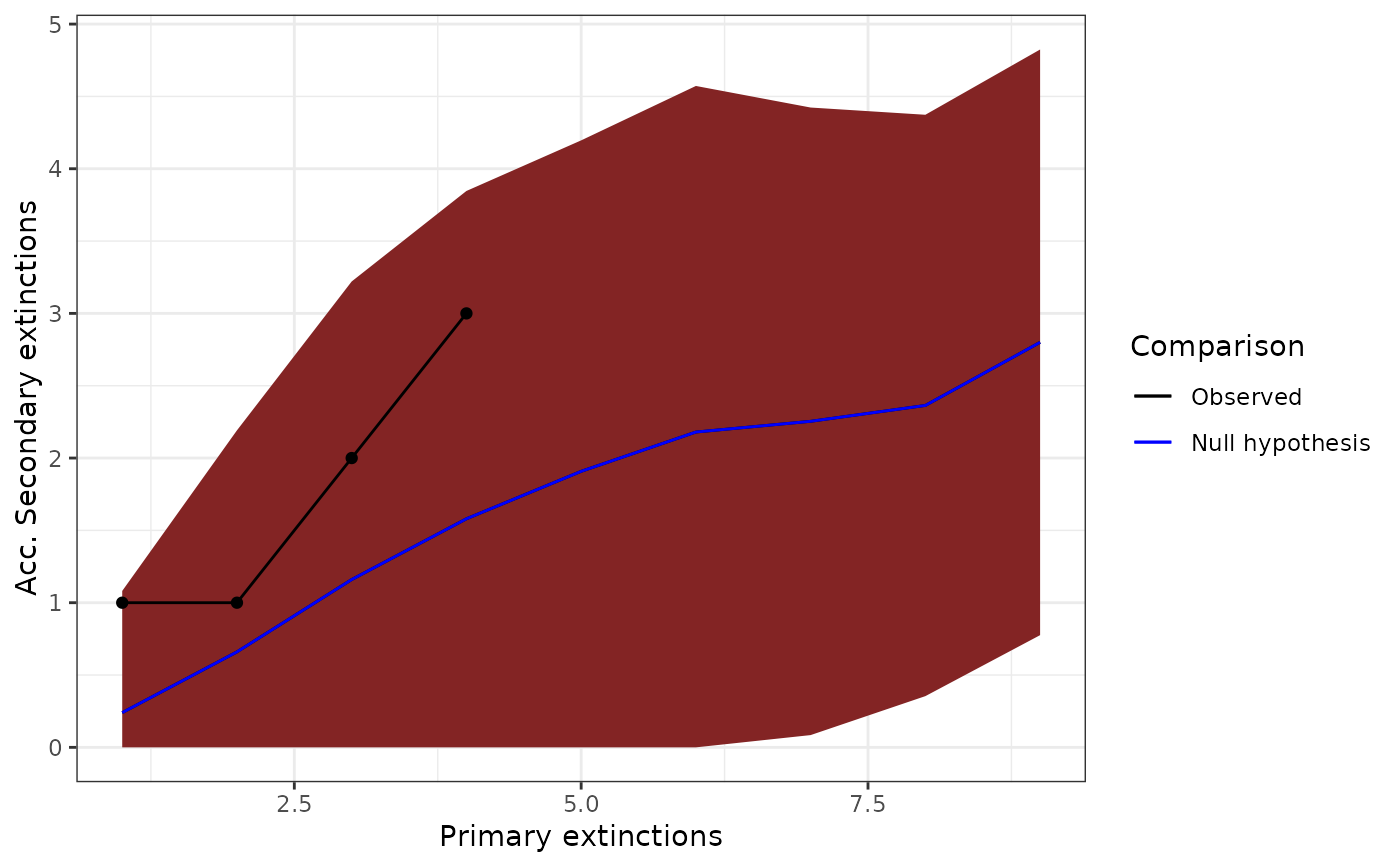 5
4
3
2
1
0
Acc. Secondary extinctions
2.5
5.0
7.5
Primary extinctions
Comparison
Observed
Null hypothesis